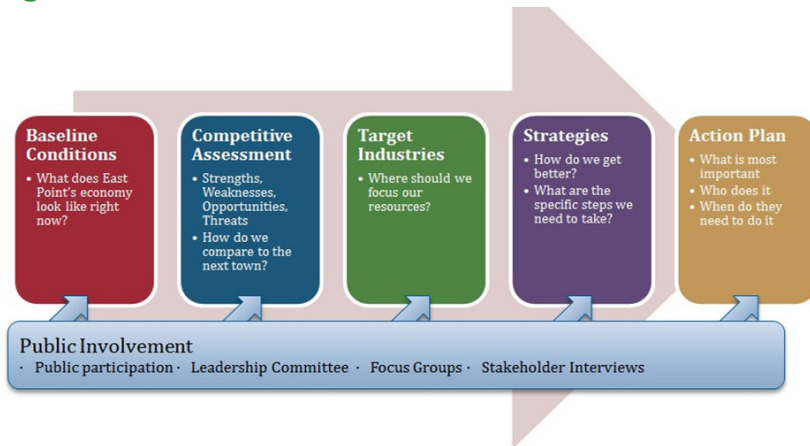 Baseline
Conditions
• What does East
Point's economy
look like right
now?
Competitive
Assessment
• Strengths,
Weaknesses,
Opportunities,
Threats
• How do we
compare to the
next town?
Target
Industries
• Where should we
focus our
resources?
Strategies
• How do we get
better?
• What are the
specific steps we
need to take?
Action Plan
• What is most
important
• Who does it
• When do they
need to do it
Public Involvement
· Public participation · Leadership Committee · Focus Groups · Stakeholder Interviews